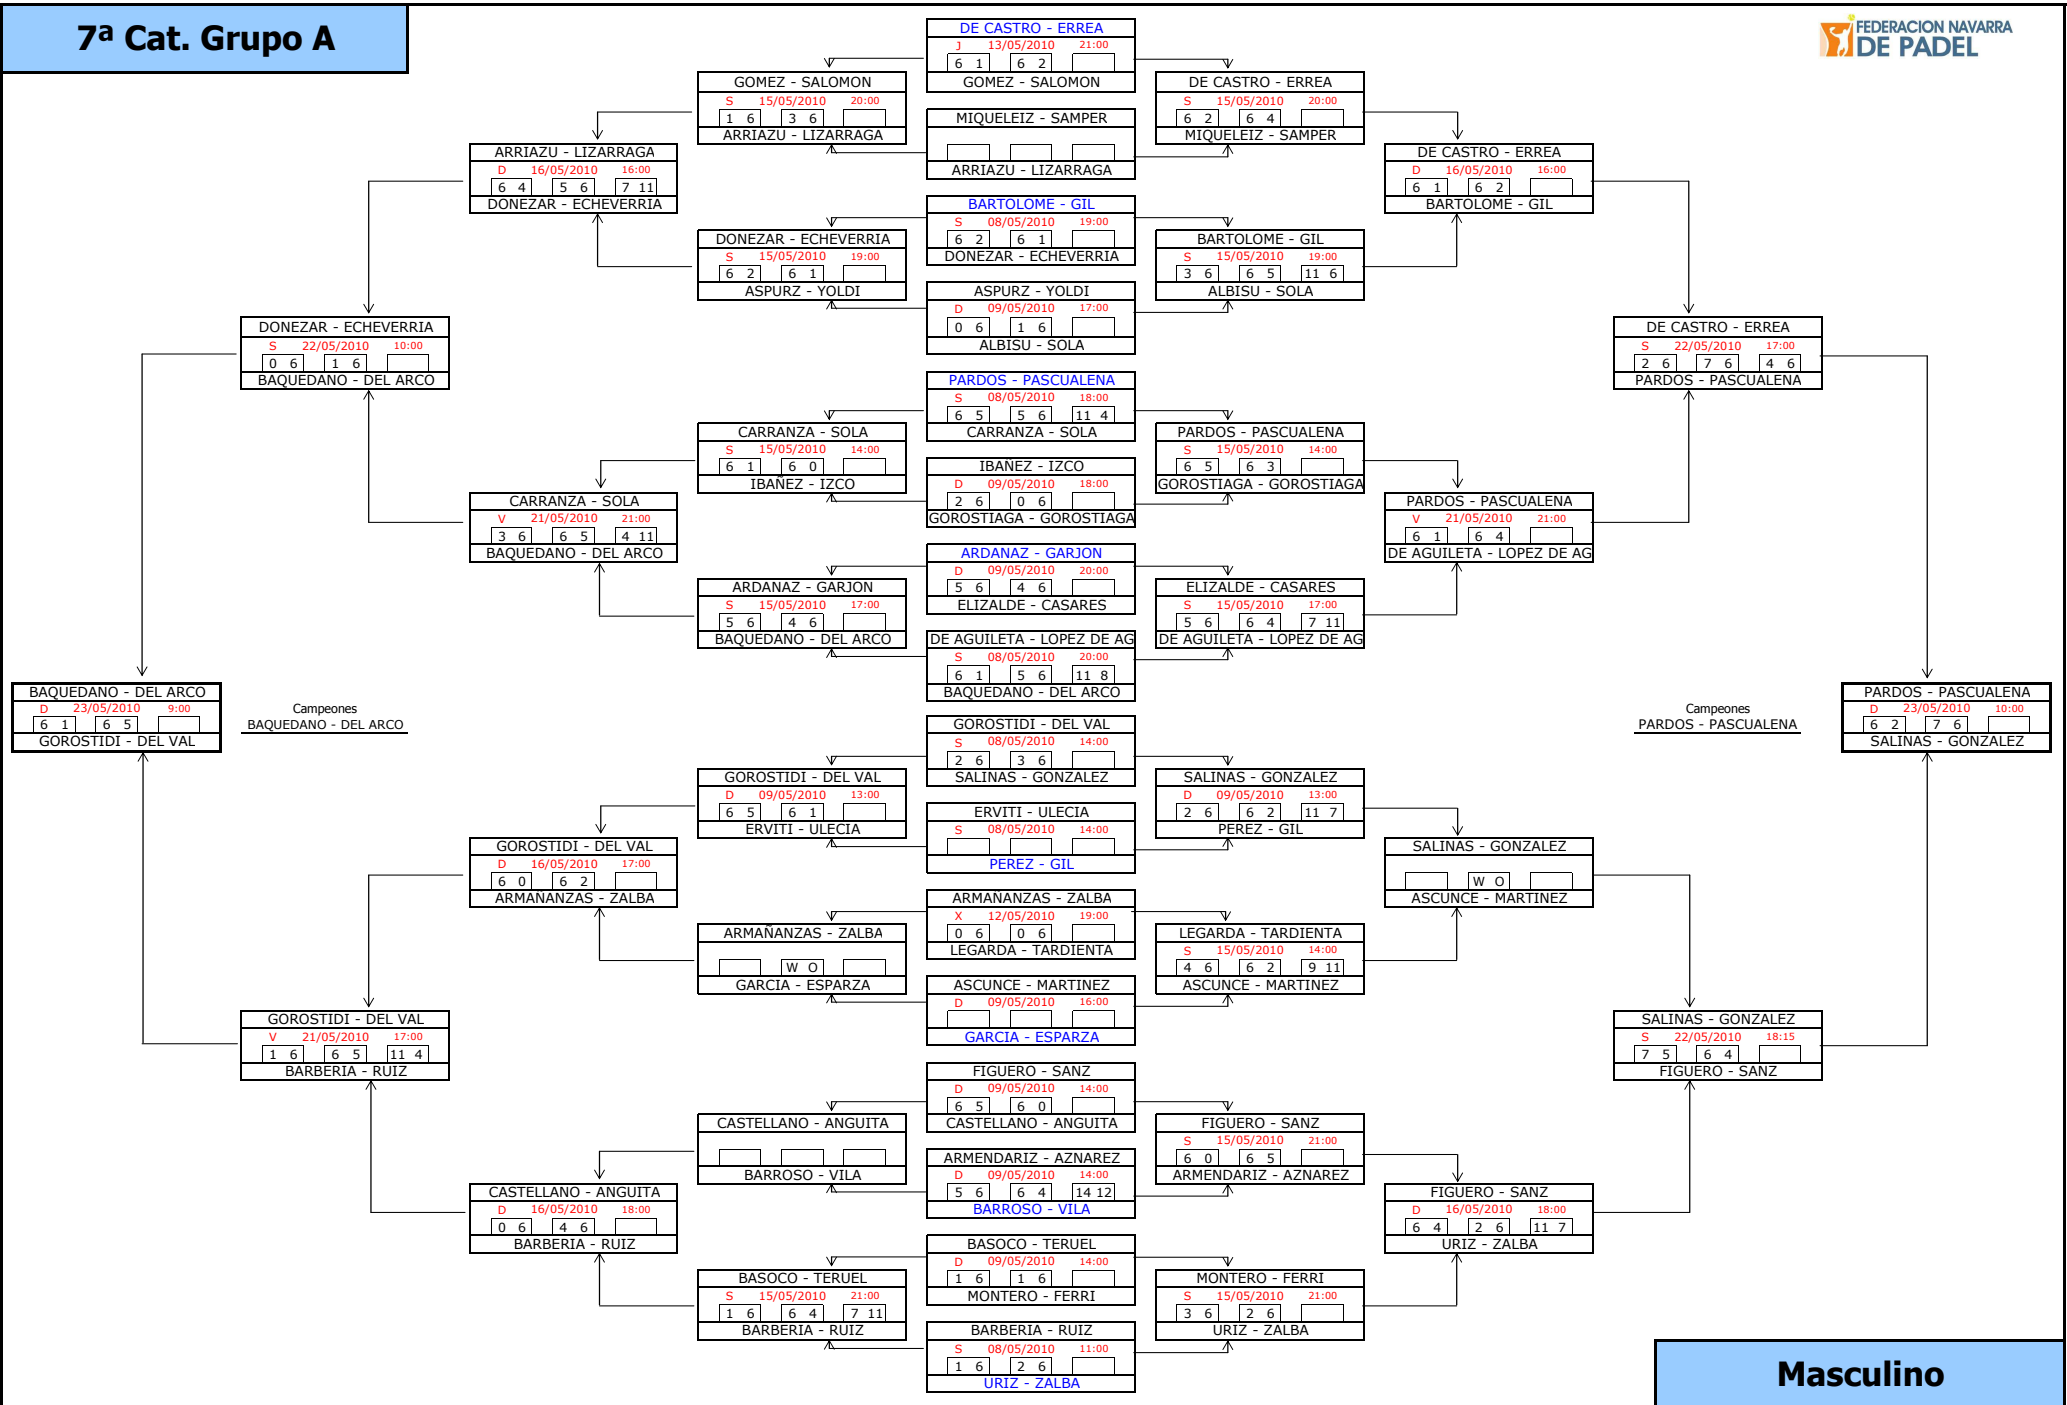 7ª Cat. Grupo A
FEDERACION NAVARRA
DE PADEL
DE CASTRO - ERREA
J 13/05/2010 21:00
6 1 6 2
GOMEZ - SALOMON
MIQUELEIZ - SAMPER
ARRIAZU - LIZARRAGA
BARTOLOME - GIL
S 08/05/2010 19:00
6 2 6 1
DONEZAR - ECHEVERRIA
ASPURZ - YOLDI
D 09/05/2010 17:00
0 6 1 6
ALBISU - SOLA
PARDOS - PASCUALENA
S 08/05/2010 18:00
6 5 5 6 11 4
CARRANZA - SOLA
IBAÑEZ - IZCO
D 09/05/2010 18:00
2 6 0 6
GOROSTIAGA - GOROSTIAGA
ARDANAZ - GARJON
D 09/05/2010 20:00
5 6 4 6
ELIZALDE - CASARES
DE AGUILETA - LOPEZ DE AG
S 08/05/2010 20:00
6 1 5 6 11 8
BAQUEDANO - DEL ARCO
GOROSTIDI - DEL VAL
S 08/05/2010 14:00
2 6 3 6
SALINAS - GONZALEZ
ERVITI - ULECIA
S 08/05/2010 14:00
PEREZ - GIL
ARMAÑANZAS - ZALBA
X 12/05/2010 19:00
0 6 0 6
LEGARDA - TARDIENTA
ASCUNCE - MARTINEZ
D 09/05/2010 16:00
GARCIA - ESPARZA
FIGUERO - SANZ
D 09/05/2010 14:00
6 5 6 0
CASTELLANO - ANGUITA
ARMENDARIZ - AZNAREZ
D 09/05/2010 14:00
5 6 6 4 14 12
BARROSO - VILA
BASOCO - TERUEL
D 09/05/2010 14:00
1 6 1 6
MONTERO - FERRI
BARBERIA - RUIZ
S 08/05/2010 11:00
1 6 2 6
URIZ - ZALBA
GOMEZ - SALOMON
S 15/05/2010 20:00
1 6 3 6
ARRIAZU - LIZARRAGA
DONEZAR - ECHEVERRIA
S 15/05/2010 19:00
6 2 6 1
ASPURZ - YOLDI
CARRANZA - SOLA
S 15/05/2010 14:00
6 1 6 0
IBAÑEZ - IZCO
ARDANAZ - GARJON
S 15/05/2010 17:00
5 6 4 6
BAQUEDANO - DEL ARCO
GOROSTIDI - DEL VAL
D 09/05/2010 13:00
6 5 6 1
ERVITI - ULECIA
ARMAÑANZAS - ZALBA
W O
GARCIA - ESPARZA
CASTELLANO - ANGUITA
BARROSO - VILA
BASOCO - TERUEL
S 15/05/2010 21:00
1 6 6 4 7 11
BARBERIA - RUIZ
ARRIAZU - LIZARRAGA
D 16/05/2010 16:00
6 4 5 6 7 11
DONEZAR - ECHEVERRIA
CARRANZA - SOLA
V 21/05/2010 21:00
3 6 6 5 4 11
BAQUEDANO - DEL ARCO
GOROSTIDI - DEL VAL
D 16/05/2010 17:00
6 0 6 2
ARMAÑANZAS - ZALBA
CASTELLANO - ANGUITA
D 16/05/2010 18:00
0 6 4 6
BARBERIA - RUIZ
DONEZAR - ECHEVERRIA
S 22/05/2010 10:00
0 6 1 6
BAQUEDANO - DEL ARCO
GOROSTIDI - DEL VAL
V 21/05/2010 17:00
1 6 6 5 11 4
BARBERIA - RUIZ
BAQUEDANO - DEL ARCO
D 23/05/2010 9:00
6 1 6 5
GOROSTIDI - DEL VAL
Campeones
BAQUEDANO - DEL ARCO
DE CASTRO - ERREA
S 15/05/2010 20:00
6 2 6 4
MIQUELEIZ - SAMPER
BARTOLOME - GIL
S 15/05/2010 19:00
3 6 6 5 11 6
ALBISU - SOLA
PARDOS - PASCUALENA
S 15/05/2010 14:00
6 5 6 3
GOROSTIAGA - GOROSTIAGA
ELIZALDE - CASARES
S 15/05/2010 17:00
5 6 6 4 7 11
DE AGUILETA - LOPEZ DE AG
SALINAS - GONZALEZ
D 09/05/2010 13:00
2 6 6 2 11 7
PEREZ - GIL
LEGARDA - TARDIENTA
S 15/05/2010 14:00
4 6 6 2 9 11
ASCUNCE - MARTINEZ
FIGUERO - SANZ
S 15/05/2010 21:00
6 0 6 5
ARMENDARIZ - AZNAREZ
MONTERO - FERRI
S 15/05/2010 21:00
3 6 2 6
URIZ - ZALBA
DE CASTRO - ERREA
D 16/05/2010 16:00
6 1 6 2
BARTOLOME - GIL
PARDOS - PASCUALENA
V 21/05/2010 21:00
6 1 6 4
DE AGUILETA - LOPEZ DE AG
SALINAS - GONZALEZ
W O
ASCUNCE - MARTINEZ
FIGUERO - SANZ
D 16/05/2010 18:00
6 4 2 6 11 7
URIZ - ZALBA
DE CASTRO - ERREA
S 22/05/2010 17:00
2 6 7 6 4 6
PARDOS - PASCUALENA
SALINAS - GONZALEZ
S 22/05/2010 18:15
7 5 6 4
FIGUERO - SANZ
Campeones
PARDOS - PASCUALENA
PARDOS - PASCUALENA
D 23/05/2010 10:00
6 2 7 6
SALINAS - GONZALEZ
Masculino